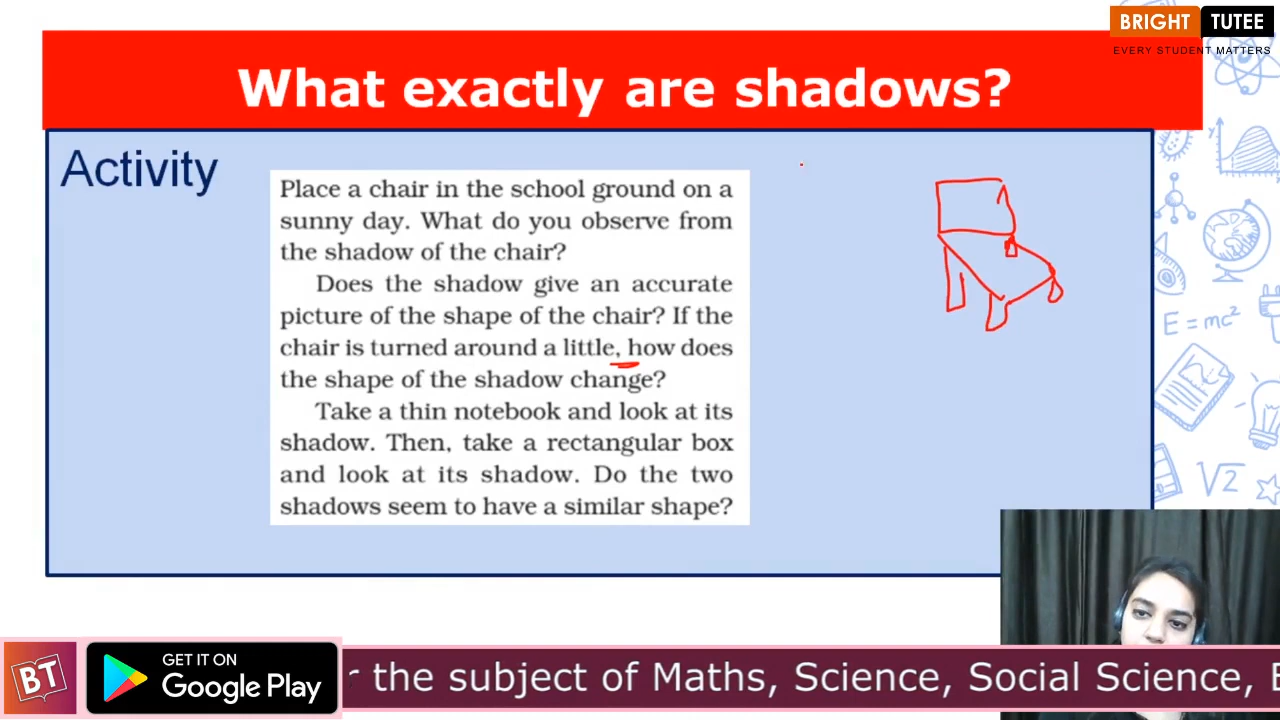 BRIGHT TUTEE
EVERY STUDENT MATTERS
What exactly are shadows?
Activity
Place a chair in the school ground on a
sunny day. What do you observe from
the shadow of the chair?
Does the shadow give an accurate
picture of the shape of the chair? If the
chair is turned around a little, how does
the shape of the shadow change?
Take a thin notebook and look at its
shadow. Then, take a rectangular box
and look at its shadow. Do the two
shadows seem to have a similar shape?
E = mc²
√2
BT
GET IT ON
Google Play
the subject of Maths, Science, Social Science,